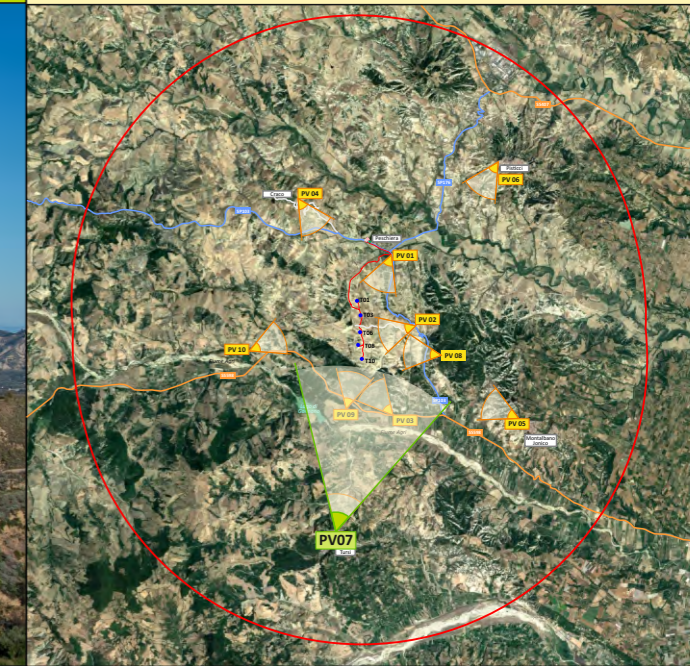 Pisticci
PV 06
Craco
PV 04
Peschiera
PV 01
T01
T03
PV 02
T06
T08
PV 10
PV 08
T10
PV 09
PV 03
PV 05
Montalbano
Jonico
PV07
Tursi